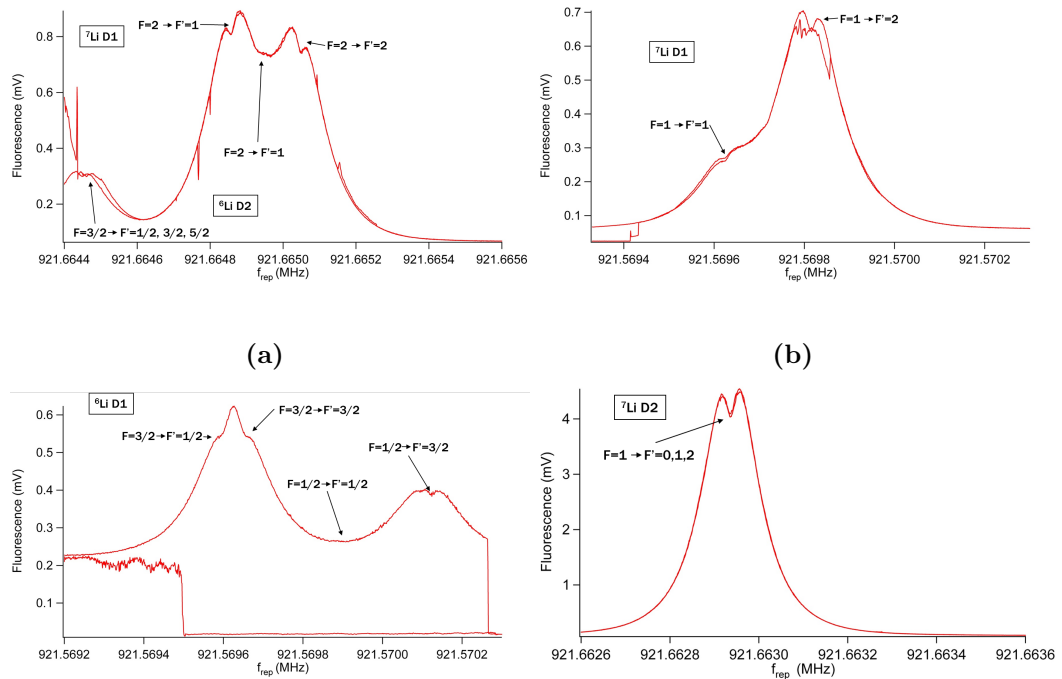 0.8
0.6
0.4
0.2
Fluorescence (mV)
⁷Li D1
F=2 → F'=1
F=2 → F'=2
F=2 → F'=1
⁶Li D2
F=3/2→ F'=1/2, 3/2, 5/2
921.6644 921.6646 921.6648 921.6650 921.6652 921.6654 921.6656
f_rep (MHz)
(a)
0.7
0.6
0.5
0.4
0.3
0.2
0.1
Fluorescence (mV)
⁷Li D1
F=1 → F'=2
F=1 → F'=1
921.5694 921.5696 921.5698 921.5700 921.5702
f_rep (MHz)
(b)
0.6
0.5
0.4
0.3
0.2
0.1
Fluorescence (mV)
⁶Li D1
F=3/2→F'=3/2
F=3/2→F'=1/2
F=1/2→F'=3/2
F=1/2→F'=1/2
921.5692 921.5694 921.5696 921.5698 921.5700 921.5702
f_rep (MHz)
4
3
2
1
Fluorescence (mV)
⁷Li D2
F=1 → F'=0,1,2
921.6626 921.6628 921.6630 921.6632 921.6634 921.6636
f_rep (MHz)